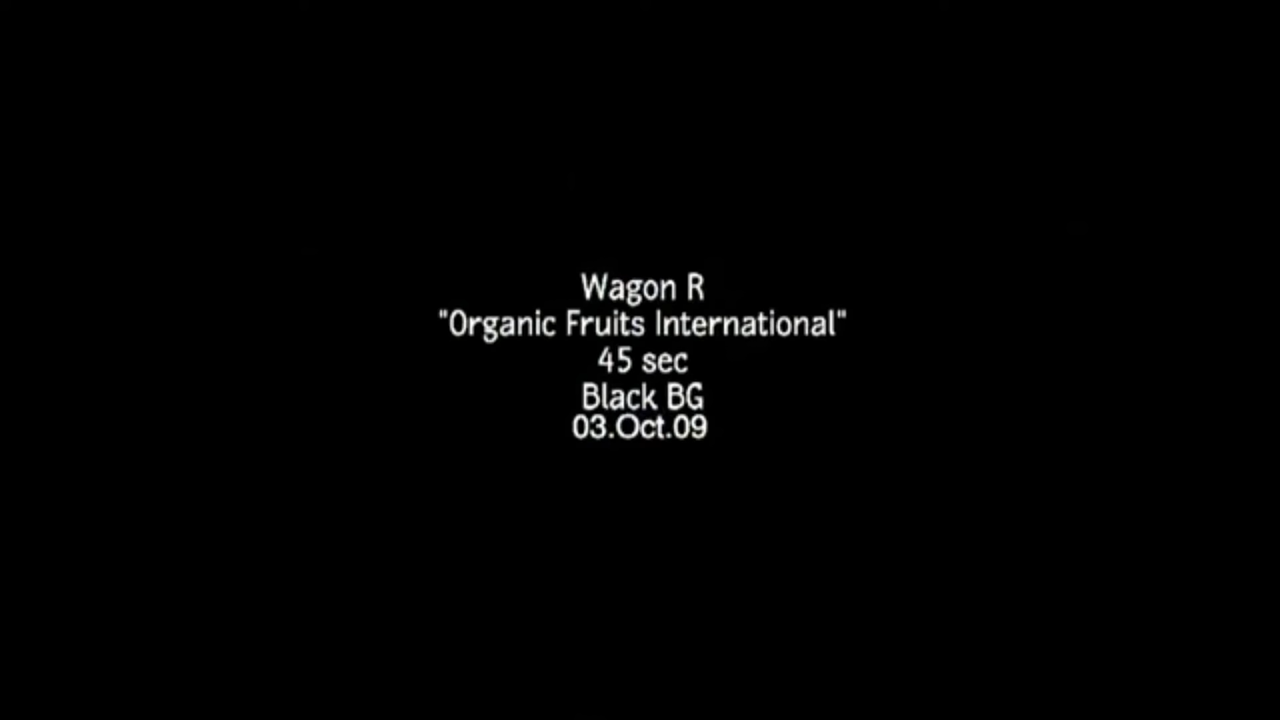 Wagon R
"Organic Fruits International"
45 sec
Black BG
03.Oct.09